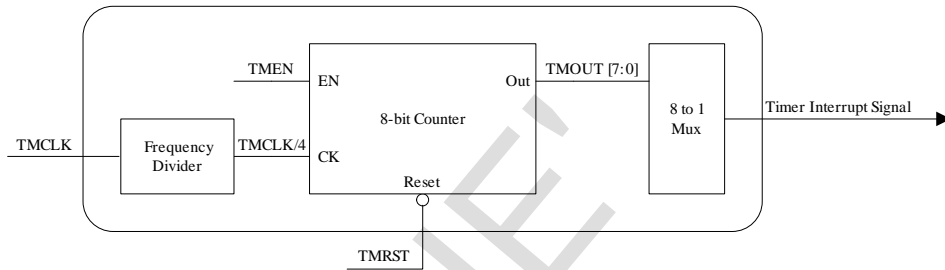 TMEN
EN
TMOUT [7:0]
Out
8 to 1
Mux
Timer Interrupt Signal
8-bit Counter
TMCLK
Frequency
Divider
TMCLK/4
CK
Reset
TMRST